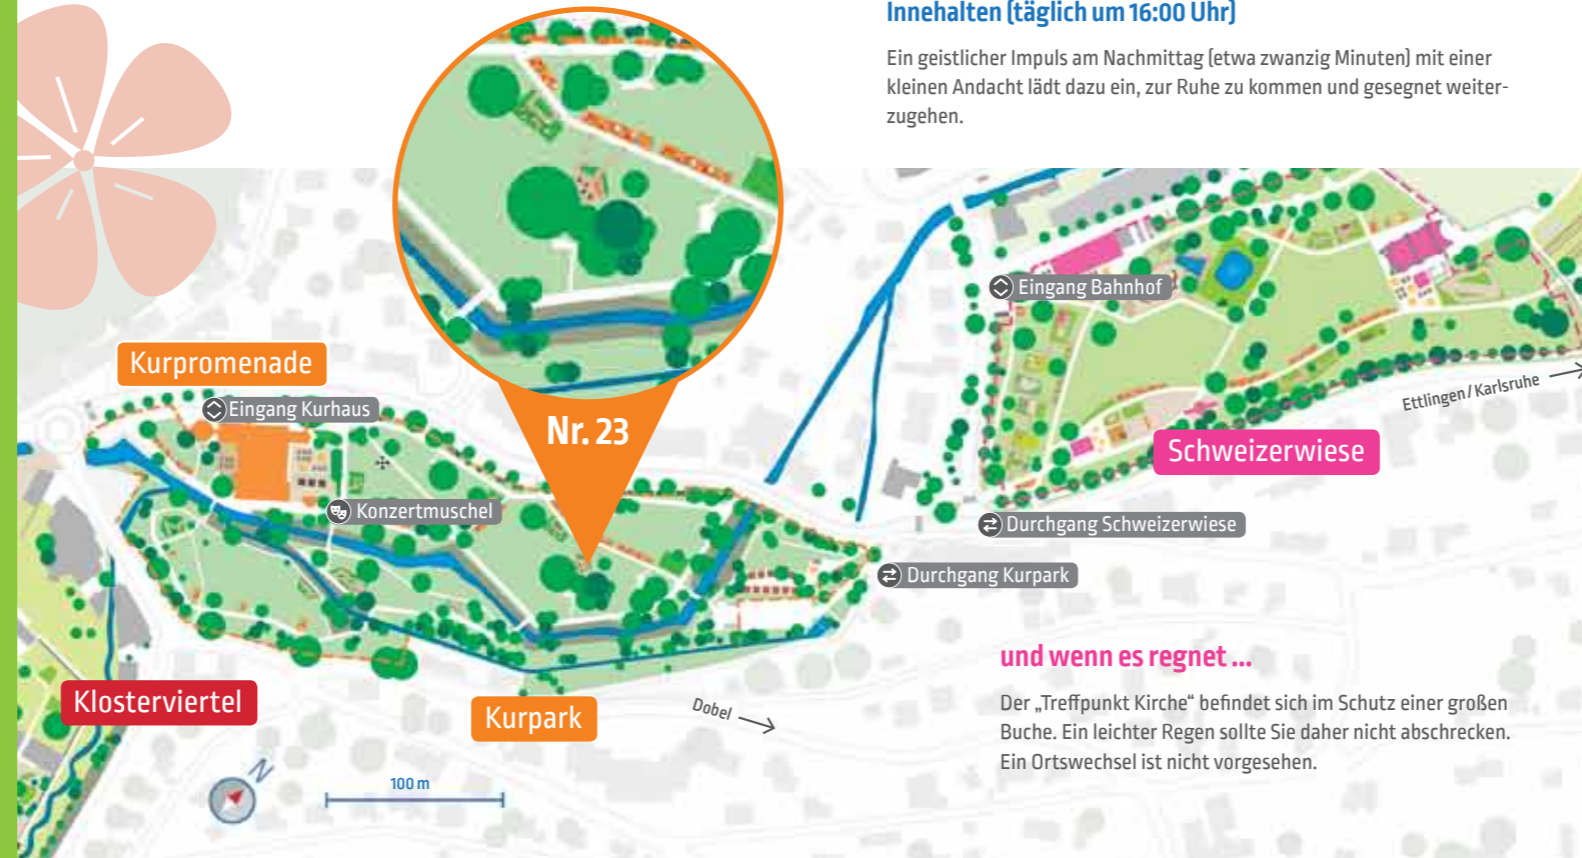 Innehalten (täglich um 16:00 Uhr)
Ein geistlicher Impuls am Nachmittag (etwa zwanzig Minuten) mit einer
kleinen Andacht lädt dazu ein, zur Ruhe zu kommen und gesegnet weiter-
zugehen.
Eingang Bahnhof
Kurpromenade
Eingang Kurhaus
Ettlingen / Karlsruhe
Nr. 23
Schweizerwiese
Konzertmuschel
Durchgang Schweizerwiese
Durchgang Kurpark
und wenn es regnet ...
Der „Treffpunkt Kirche“ befindet sich im Schutz einer großen
Buche. Ein leichter Regen sollte Sie daher nicht abschrecken.
Ein Ortswechsel ist nicht vorgesehen.
Klosterviertel
Kurpark
Dobel
N
100 m